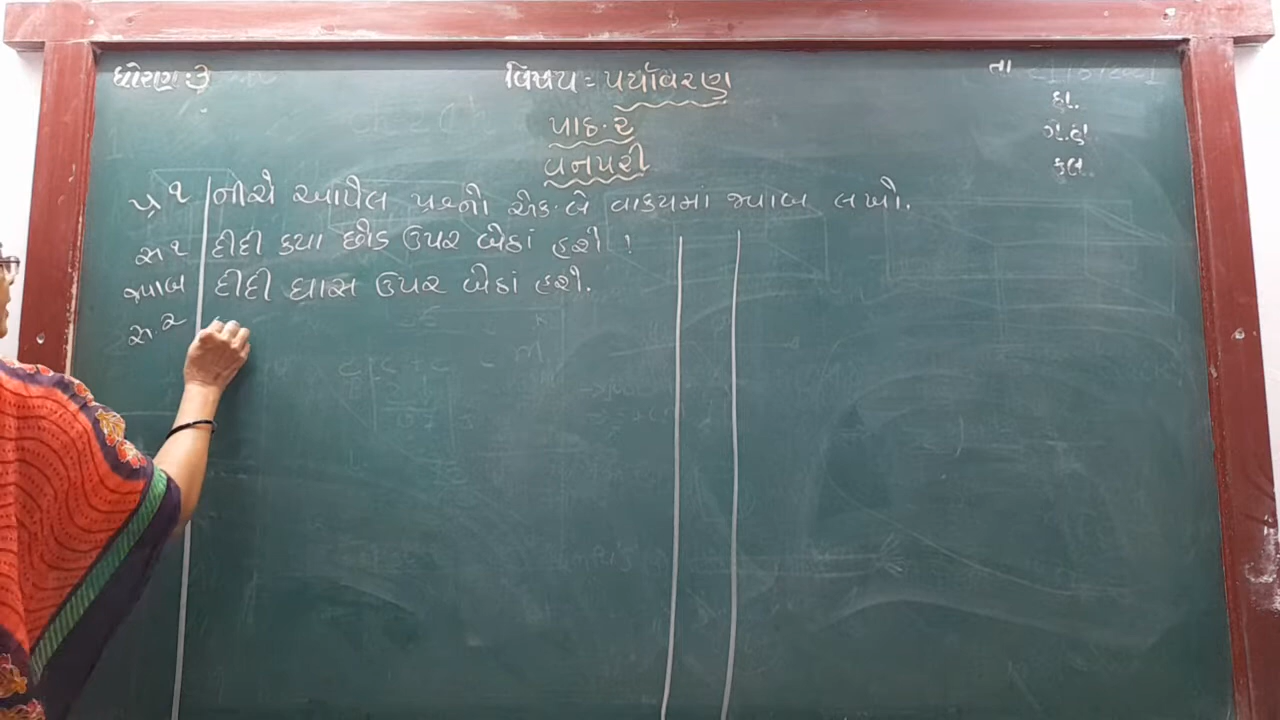 ધોરણ : ૩
વિષય = પર્યાવરણ
તા
હા.
ગે.હા.
કુલ
પાઠ.૨
વનપરી
પ્ર ૧ નીચે આપેલ પ્રશ્નો એક-બે વાક્યમાં જવાબ લખો.
સ૧ દીદી કયા છોડ ઉપર બેઠાં હશે !
જવાબ દીદી ઘાસ ઉપર બેઠાં હશે.
સ.૨